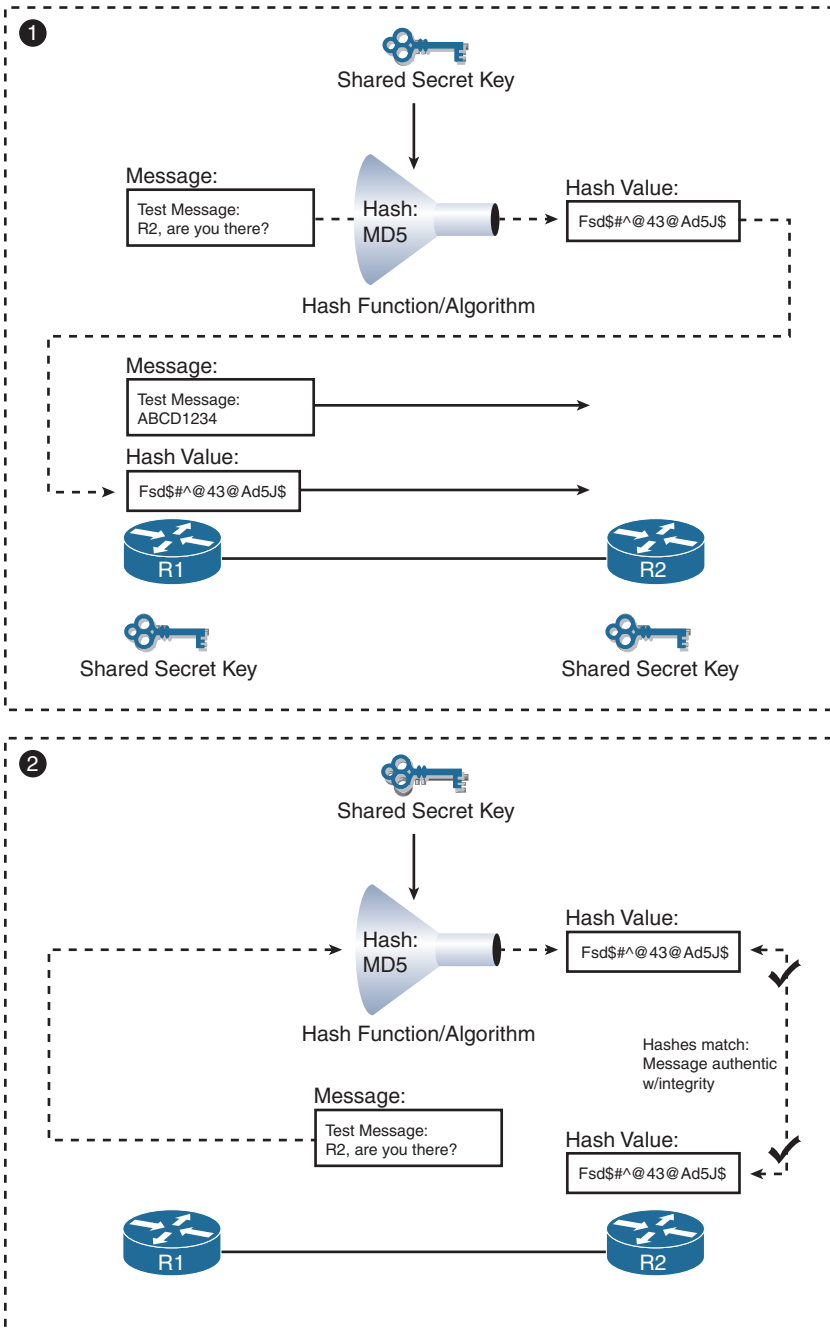 1
Shared Secret Key
Message:
Test Message:
R2, are you there?
Hash:
MD5
Hash Value:
Fsd$#^@43@Ad5J$
Hash Function/Algorithm
Message:
Test Message:
ABCD1234
Hash Value:
Fsd$#^@43@Ad5J$
R1
R2
Shared Secret Key
Shared Secret Key
2
Shared Secret Key
Hash:
MD5
Hash Value:
Fsd$#^@43@Ad5J$
Hash Function/Algorithm
Hashes match:
Message authentic
w/integrity
Message:
Test Message:
R2, are you there?
Hash Value:
Fsd$#^@43@Ad5J$
R1
R2